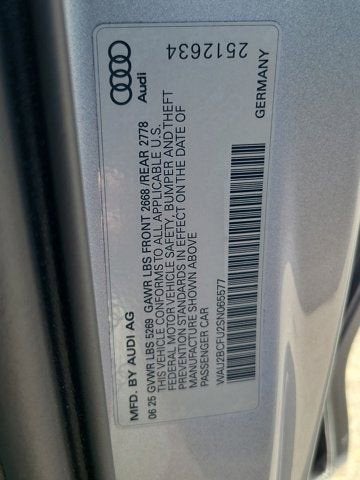 Audi
2512634
MFD. BY AUDI AG
06 25 GVWR LBS 5269 GAWR LBS FRONT 2668 /REAR 2778
THIS VEHICLE CONFORMS TO ALL APPLICABLE U.S.
FEDERAL MOTOR VEHICLE SAFETY, BUMPER AND THEFT
PREVENTION STANDARDS IN EFFECT ON THE DATE OF
MANUFACTURE SHOWN ABOVE
PASSENGER CAR
WAU2BCFU2SN065577
GERMANY